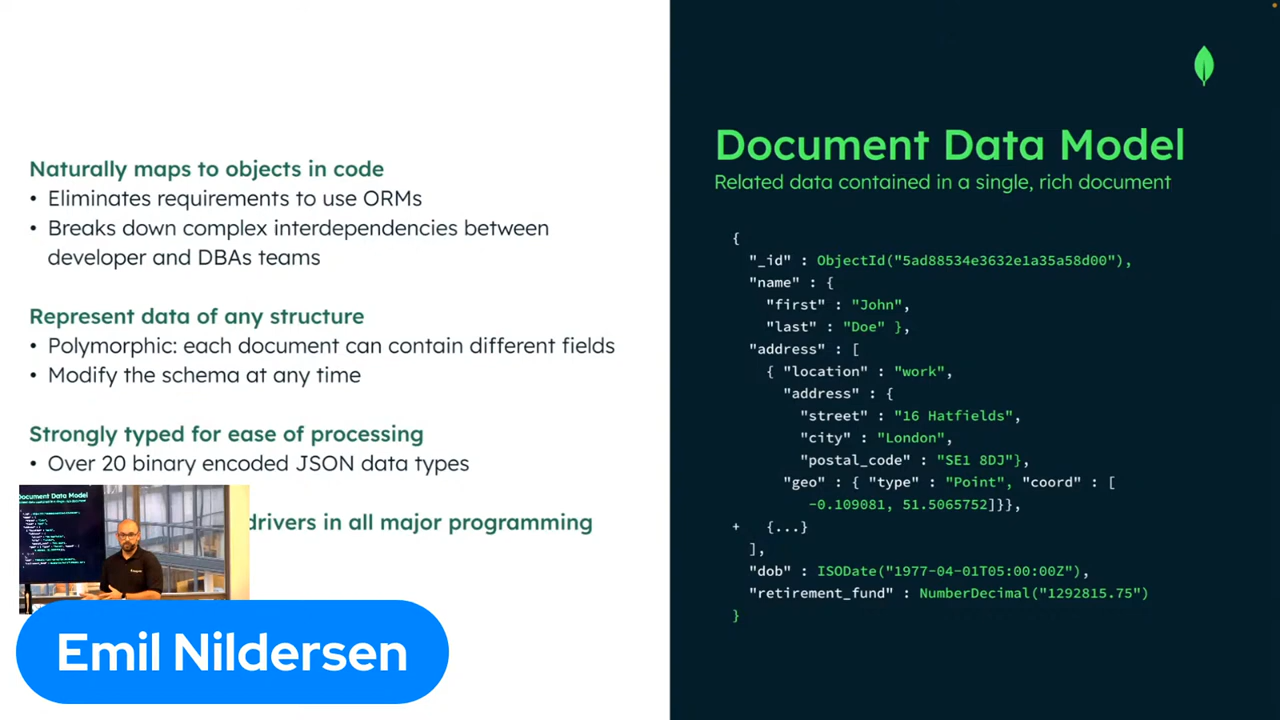 Naturally maps to objects in code
• Eliminates requirements to use ORMs
• Breaks down complex interdependencies between
developer and DBAs teams
Represent data of any structure
• Polymorphic: each document can contain different fields
• Modify the schema at any time
Strongly typed for ease of processing
• Over 20 binary encoded JSON data types
drivers in all major programming
Document Data Model
Emil Nildersen
Document Data Model
Related data contained in a single, rich document
{
"_id" : ObjectId("5ad88534e3632e1a35a58d00"),
"name" : {
"first" : "John",
"last" : "Doe" },
"address" : [
{ "location" : "work",
"address" : {
"street" : "16 Hatfields",
"city" : "London",
"postal_code" : "SE1 8DJ"},
"geo" : { "type" : "Point", "coord" : [
-0.109081, 51.5065752]}},
+ {...}
],
"dob" : ISODate("1977-04-01T05:00:00Z"),
"retirement_fund" : NumberDecimal("1292815.75")
}